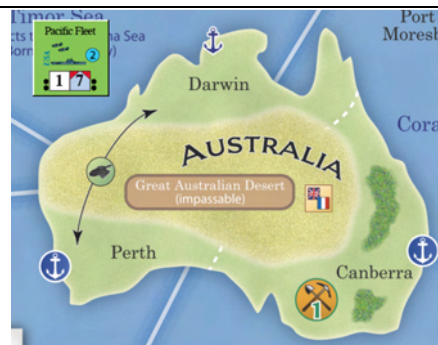 Timor Sea
Port
Moresb
Pacific Fleet
USA
2
1 7
Darwin
Cora
AUSTRALIA
Great Australian Desert
(impassable)
Perth
Canberra
1